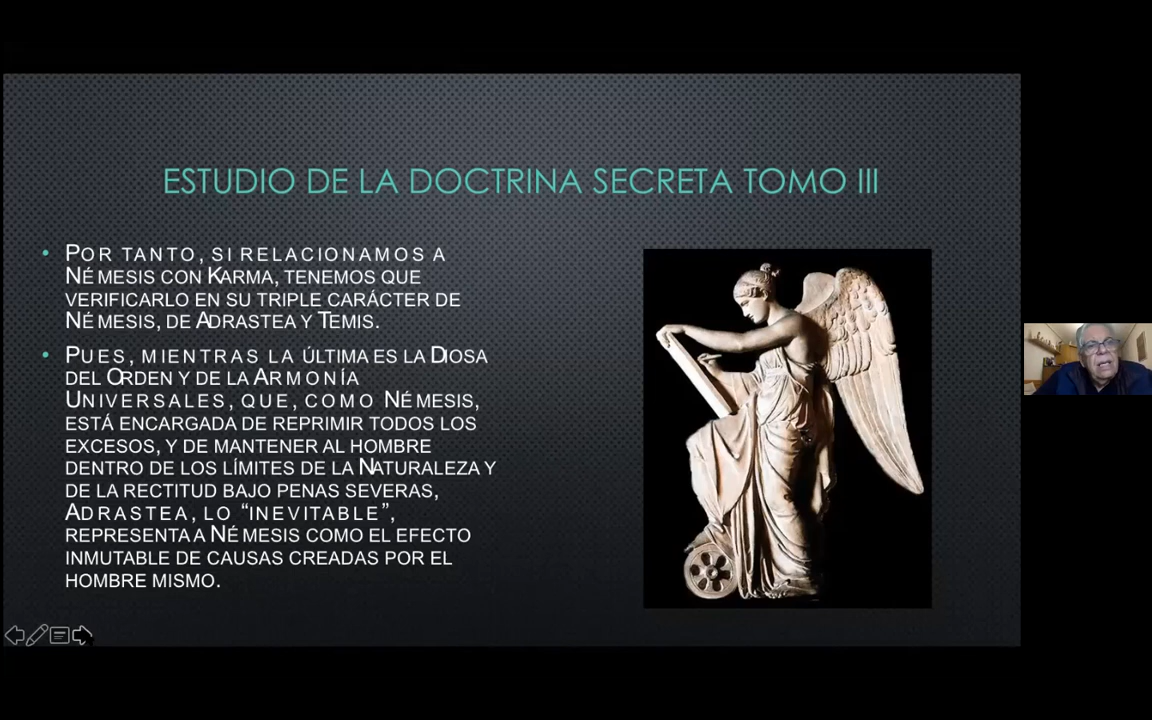 ESTUDIO DE LA DOCTRINA SECRETA TOMO III
• POR TANTO, SI RELACIONAMOS A
NÉMESIS CON KARMA, TENEMOS QUE
VERIFICARLO EN SU TRIPLE CARÁCTER DE
NÉMESIS, DE ADRASTEA Y TEMIS.
• PUES, MIENTRAS LA ÚLTIMA ES LA DIOSA
DEL ORDEN Y DE LA ARMONÍA
UNIVERSALES, QUE, COMO NÉMESIS,
ESTÁ ENCARGADA DE REPRIMIR TODOS LOS
EXCESOS, Y DE MANTENER AL HOMBRE
DENTRO DE LOS LÍMITES DE LA NATURALEZA Y
DE LA RECTITUD BAJO PENAS SEVERAS,
ADRASTEA, LO “INEVITABLE”,
REPRESENTA A NÉMESIS COMO EL EFECTO
INMUTABLE DE CAUSAS CREADAS POR EL
HOMBRE MISMO.